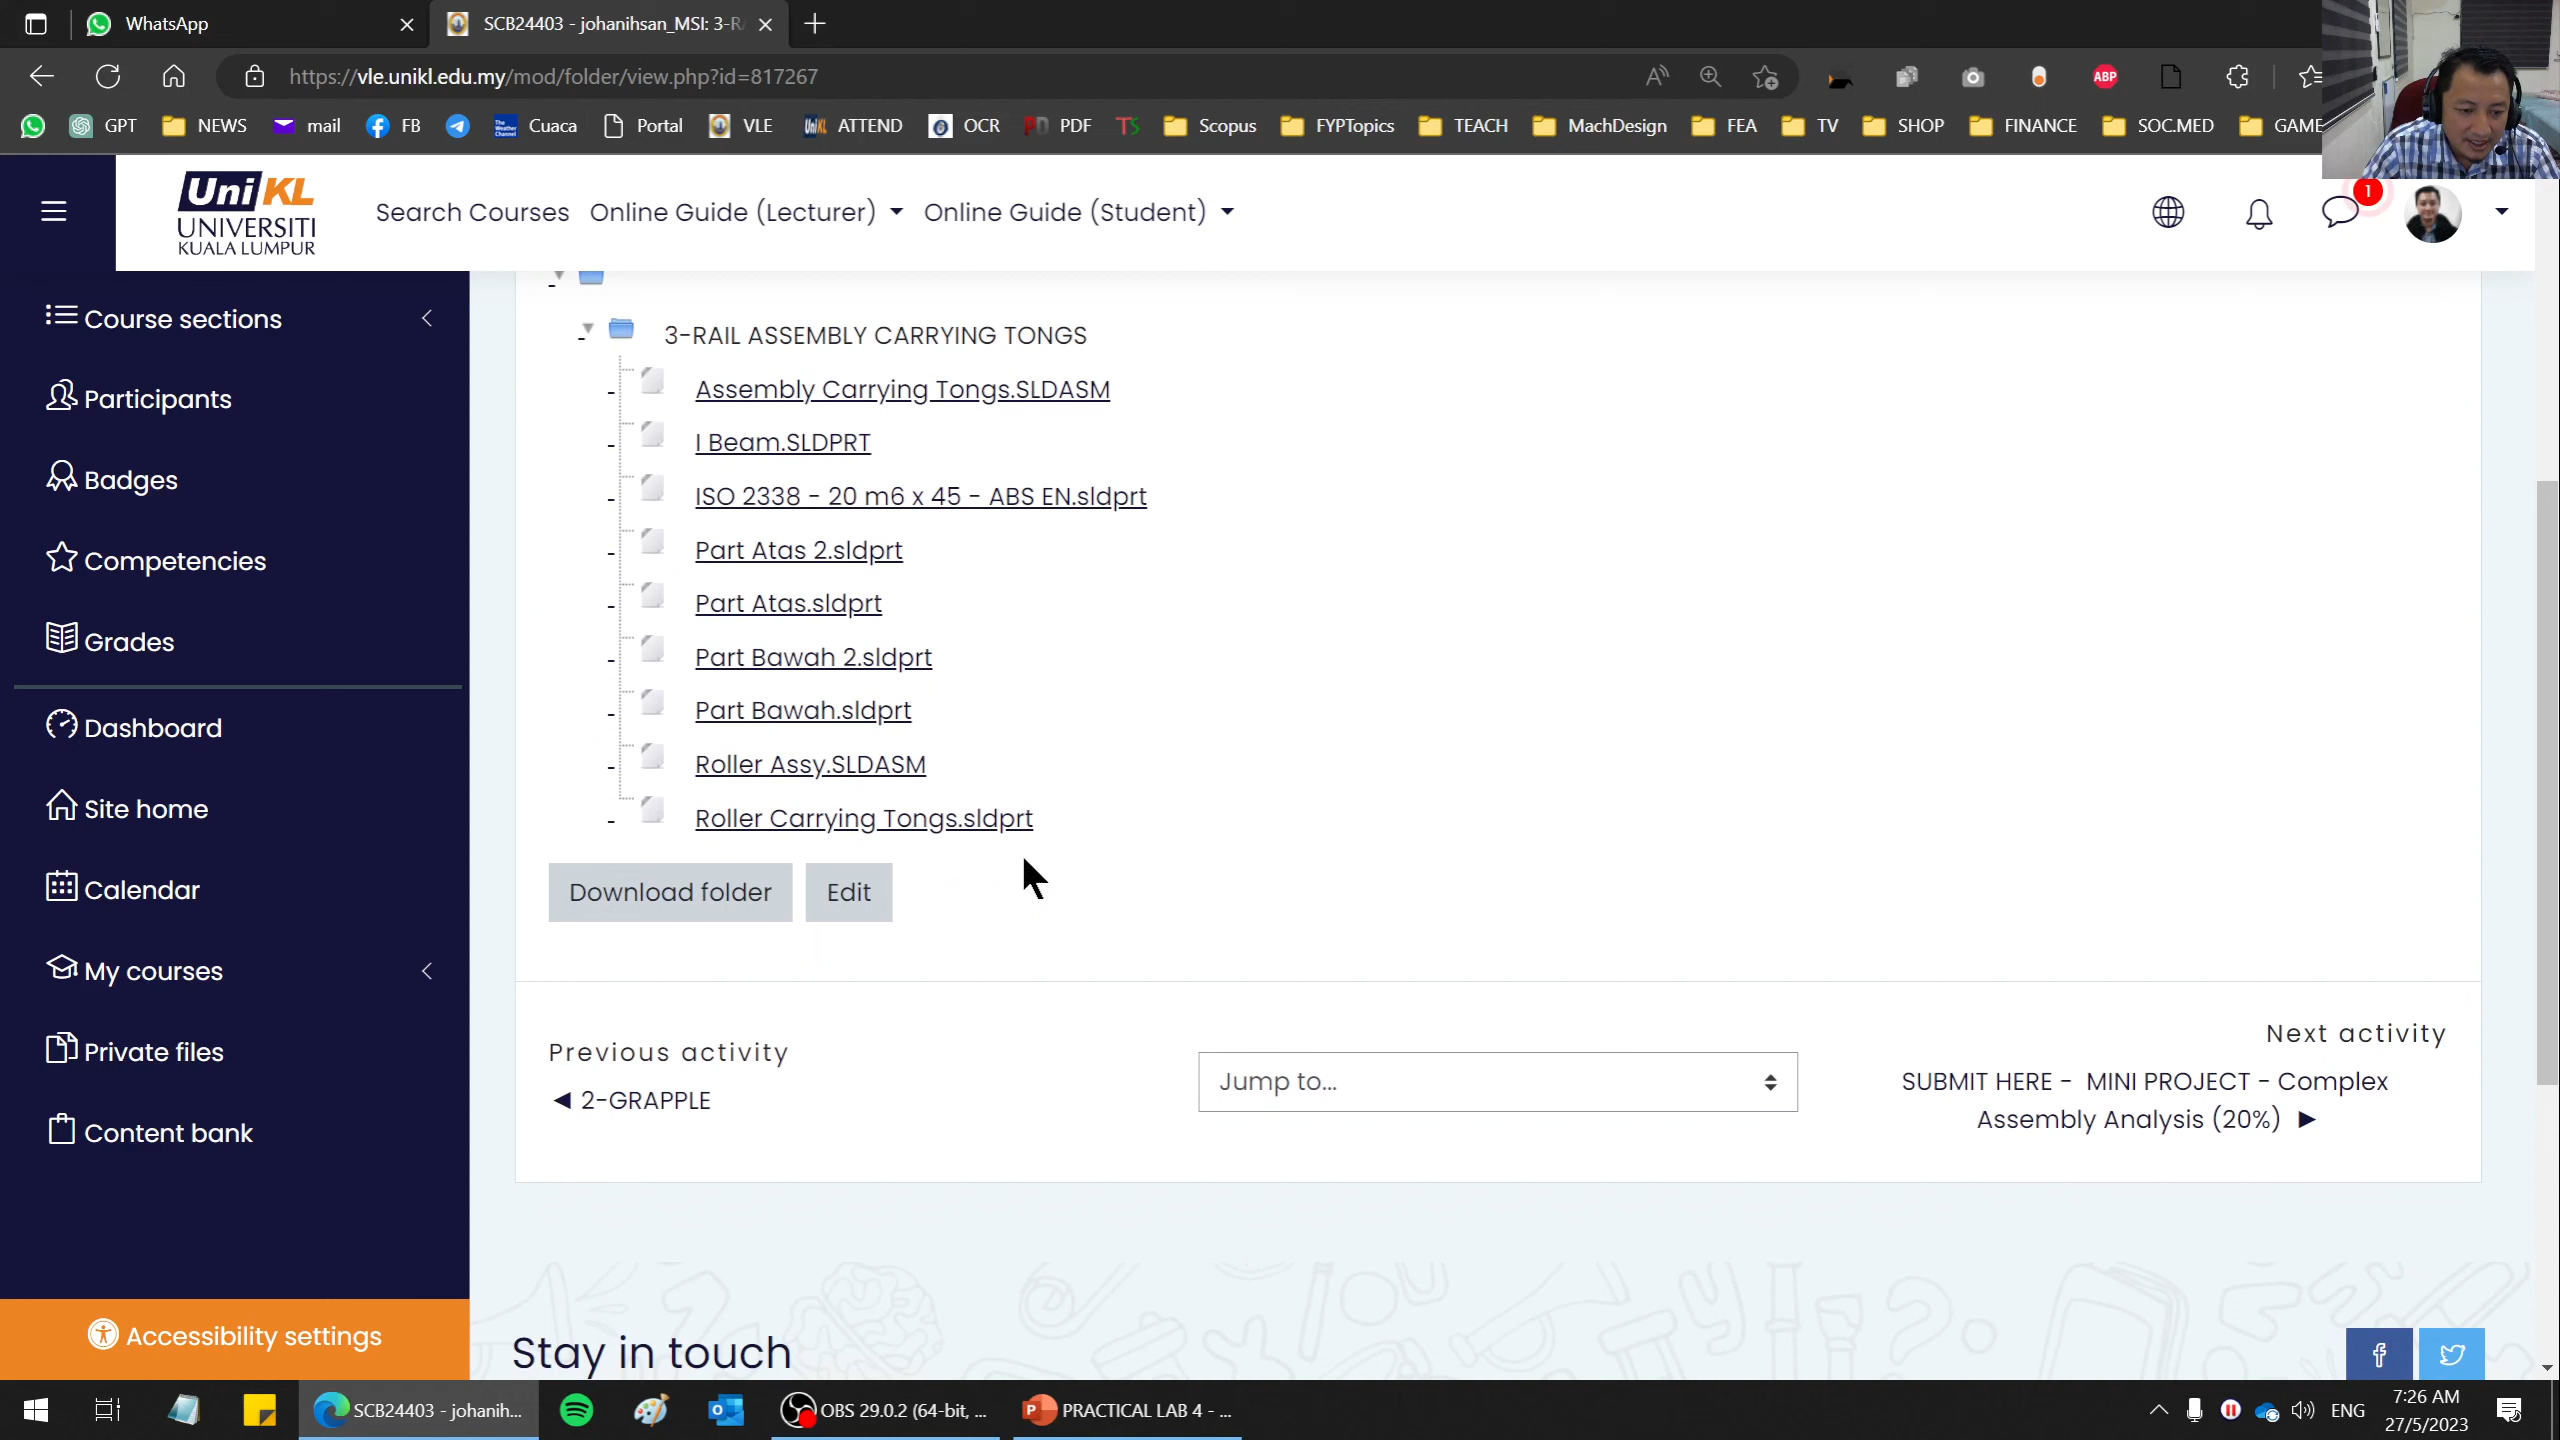 WhatsApp
SCB24403 - johanihsan_MSI: 3-RA
https://vle.unikl.edu.my/mod/folder/view.php?id=817267
ABP
GPT
NEWS
mail
FB
The Weather Channel
Cuaca
Portal
VLE
UniKL
ATTEND
OCR
PDF
TS
Scopus
FYPTopics
TEACH
MachDesign
FEA
TV
SHOP
FINANCE
SOC.MED
GAME
UniKL
UNIVERSITI
KUALA LUMPUR
Search Courses
Online Guide (Lecturer)
Online Guide (Student)
1
Course sections
Participants
Badges
Competencies
Grades
Dashboard
Site home
Calendar
My courses
Private files
Content bank
Accessibility settings
3-RAIL ASSEMBLY CARRYING TONGS
Assembly Carrying Tongs.SLDASM
I Beam.SLDPRT
ISO 2338 - 20 m6 x 45 - ABS EN.sldprt
Part Atas 2.sldprt
Part Atas.sldprt
Part Bawah 2.sldprt
Part Bawah.sldprt
Roller Assy.SLDASM
Roller Carrying Tongs.sldprt
Download folder
Edit
Previous activity
◄ 2-GRAPPLE
Jump to...
Next activity
SUBMIT HERE - MINI PROJECT - Complex
Assembly Analysis (20%) ►
Stay in touch
SCB24403 - johanih...
OBS 29.0.2 (64-bit, ...
PRACTICAL LAB 4 - ...
ENG
7:26 AM
27/5/2023